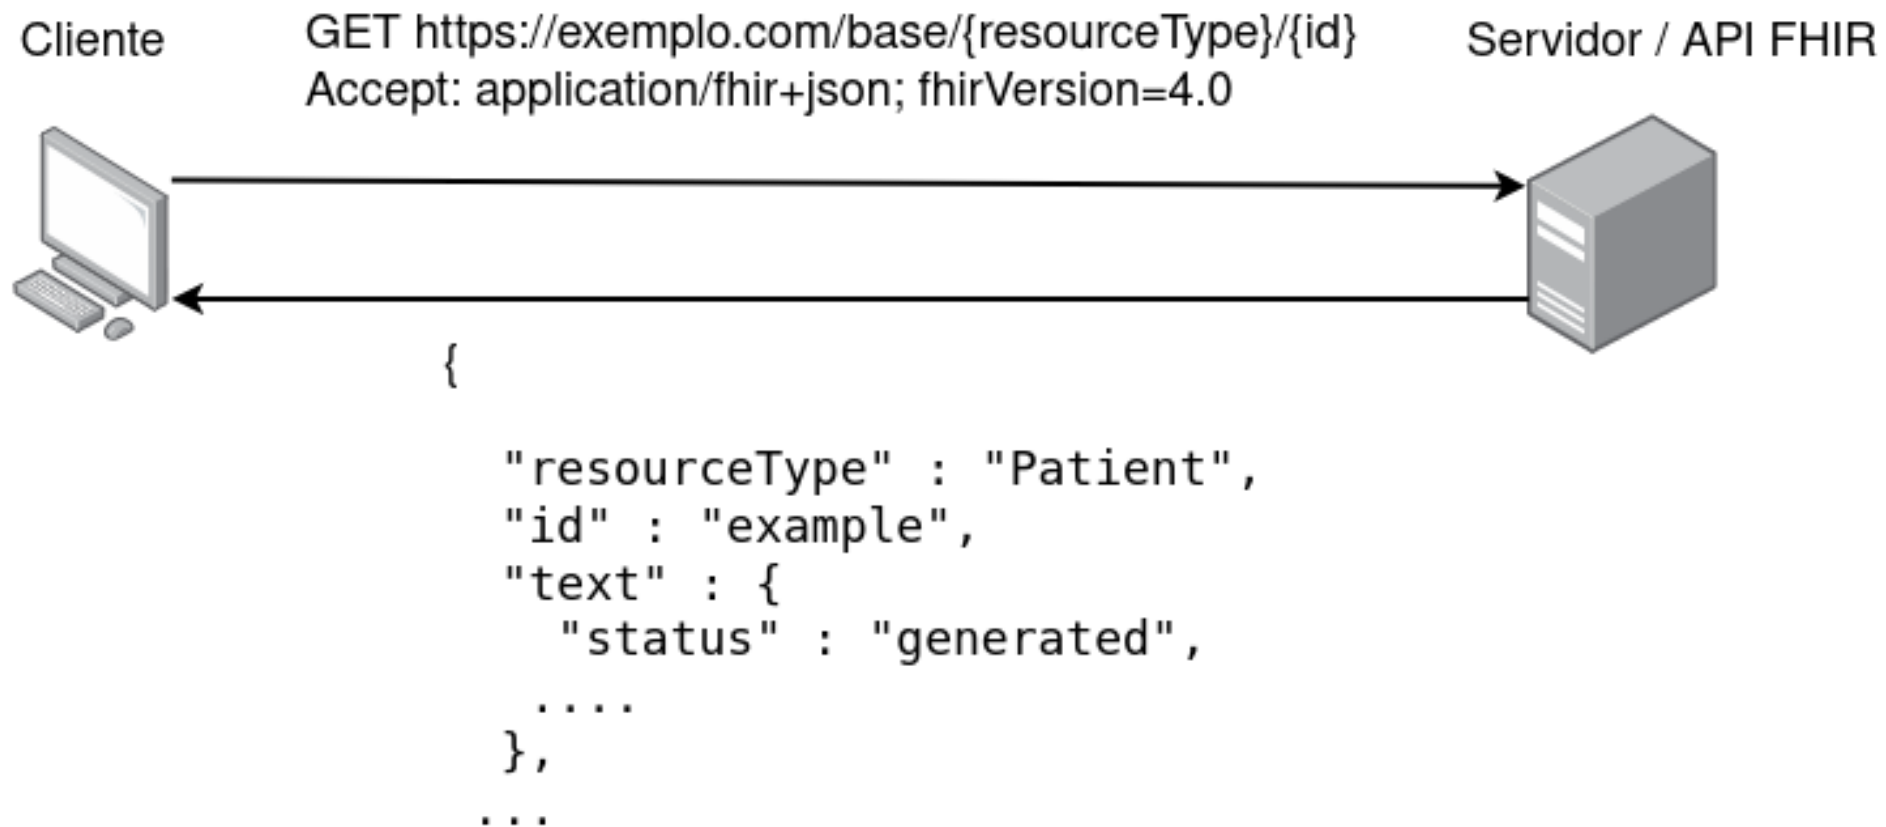 Cliente
GET https://exemplo.com/base/{resourceType}/{id}
Accept: application/fhir+json; fhirVersion=4.0
Servidor / API FHIR
{
"resourceType" : "Patient",
"id" : "example",
"text" : {
"status" : "generated",
....
},
...